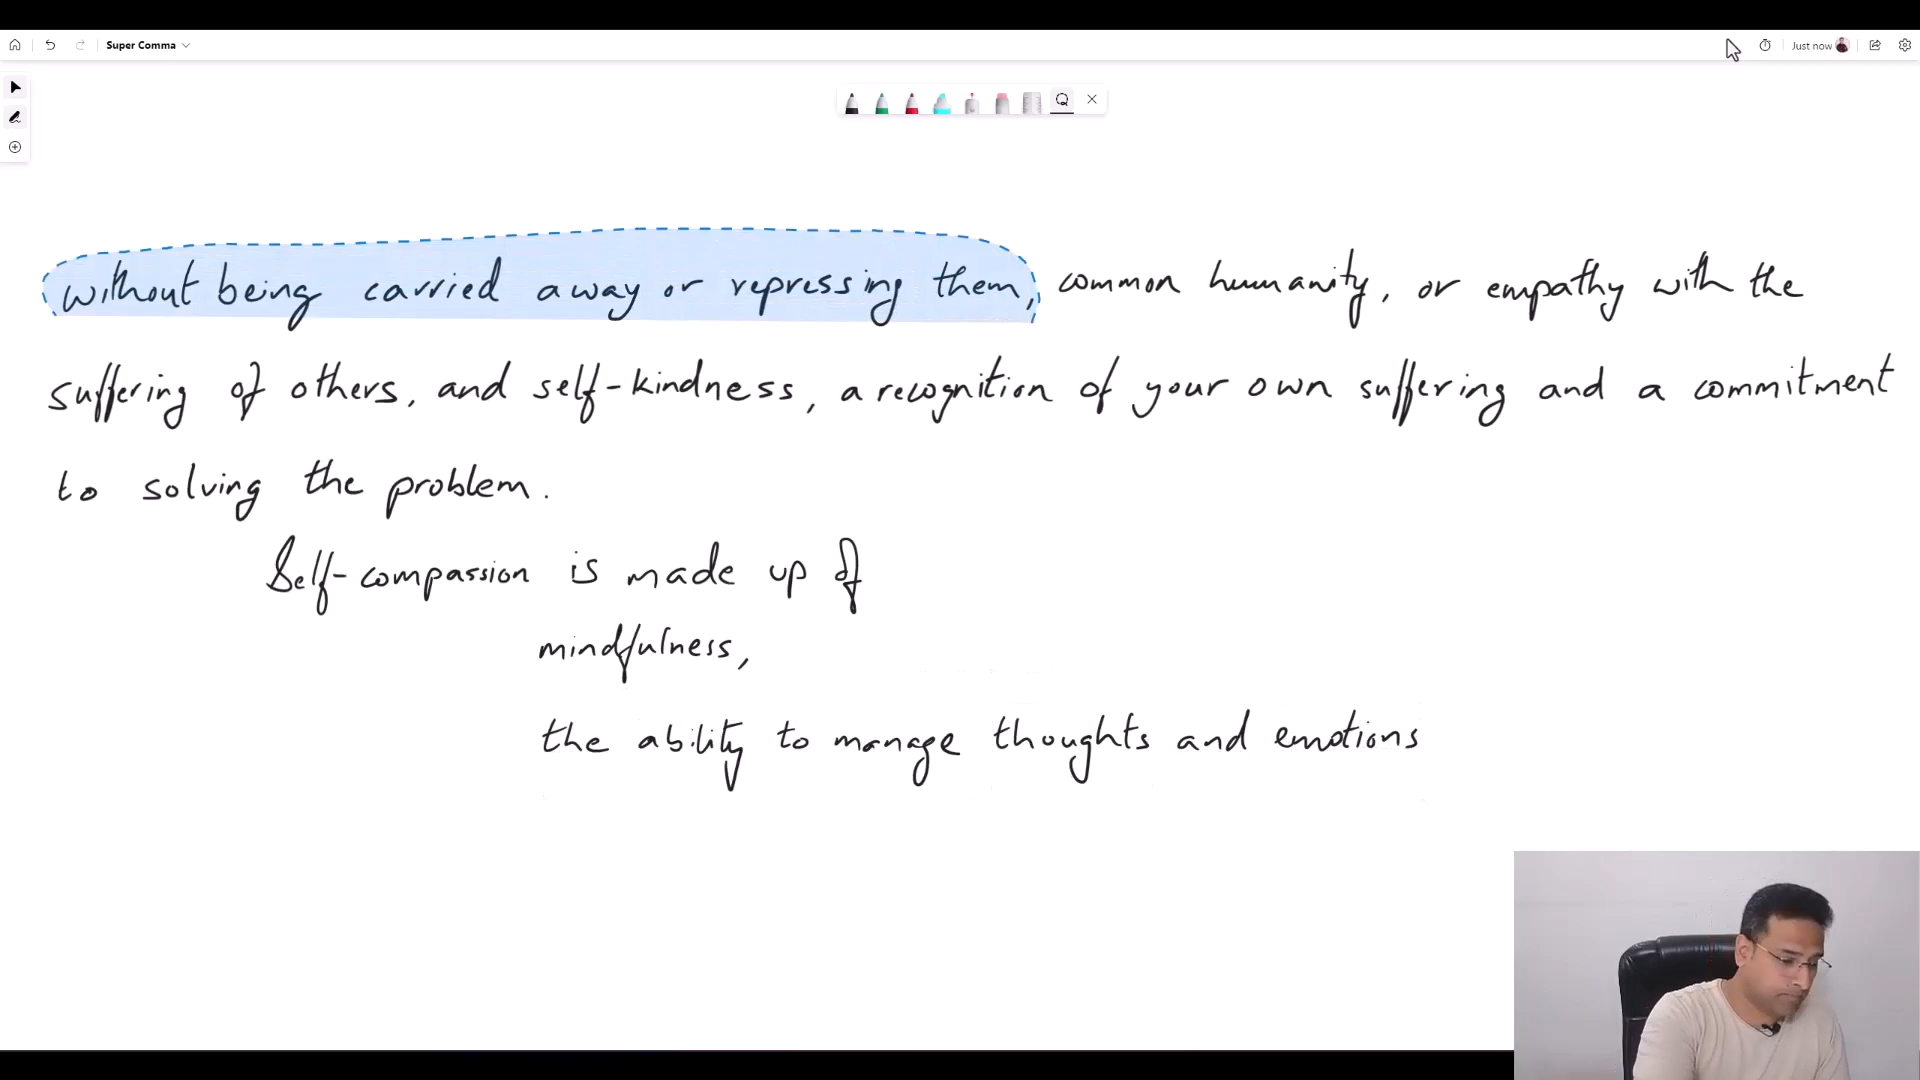 Super Comma
Just now
without being carried away or repressing them, common humanity, or empathy with the
suffering of others, and self-kindness, a recognition of your own suffering and a commitment
to solving the problem.
Self-compassion is made up of
mindfulness,
the ability to manage thoughts and emotions